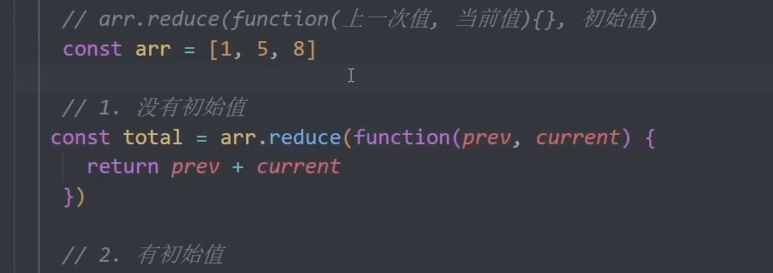 // arr.reduce(function(上一次值, 当前值){}, 初始值)
const arr = [1, 5, 8]
// 1. 没有初始值
const total = arr.reduce(function(prev, current) {
return prev + current
})
// 2. 有初始值